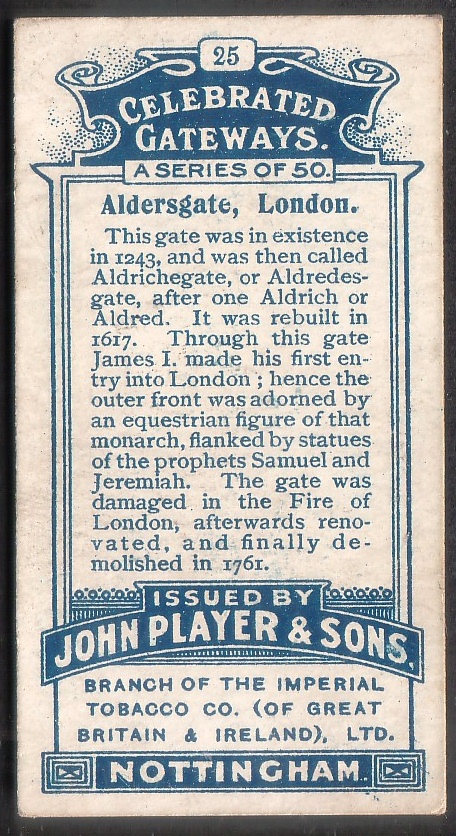 25
CELEBRATED
GATEWAYS.
A SERIES OF 50.
Aldersgate, London.
This gate was in existence
in 1243, and was then called
Aldrichegate, or Aldredes-
gate, after one Aldrich or
Aldred. It was rebuilt in
1617. Through this gate
James I. made his first en-
try into London; hence the
outer front was adorned by
an equestrian figure of that
monarch, flanked by statues
of the prophets Samuel and
Jeremiah. The gate was
damaged in the Fire of
London, afterwards reno-
vated, and finally de-
molished in 1761.
ISSUED BY
JOHN PLAYER & SONS.
BRANCH OF THE IMPERIAL
TOBACCO CO. (OF GREAT
BRITAIN & IRELAND), LTD.
NOTTINGHAM.